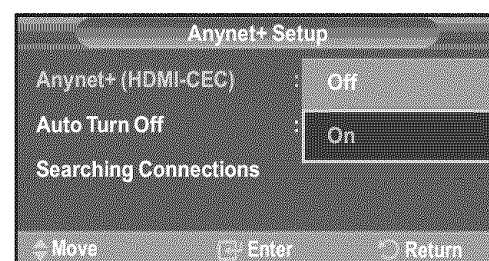 Anynet+ Setup
Anynet+ (HDMI-CEC) : Off
On
Auto Turn Off :
Searching Connections
Move Enter Return